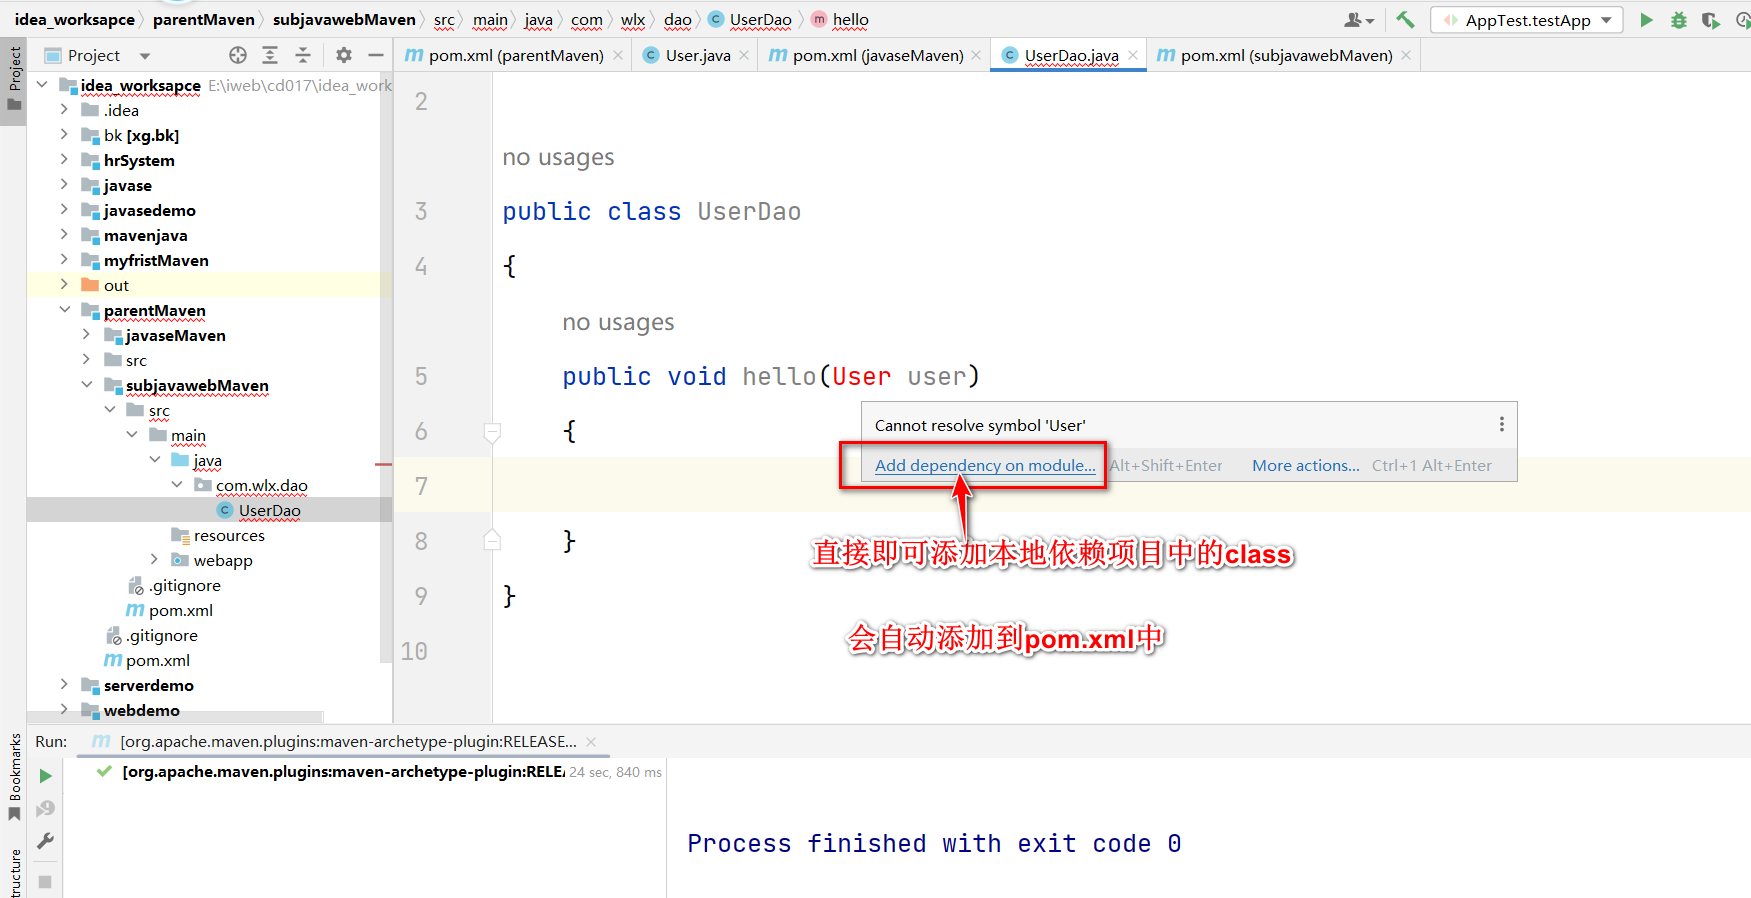 idea_worksapce parentMaven subjavawebMaven src main java com wlx dao UserDao hello
AppTest.testApp
Project
Project
pom.xml (parentMaven)
User.java
pom.xml (javaseMaven)
UserDao.java
pom.xml (subjavawebMaven)
idea_worksapce E:\iweb\cd017\idea_work
.idea
bk [xg.bk]
hrSystem
javase
javasedemo
mavenjava
myfristMaven
out
parentMaven
javaseMaven
src
subjavawebMaven
src
main
java
com.wlx.dao
UserDao
resources
webapp
.gitignore
pom.xml
.gitignore
pom.xml
serverdemo
webdemo
2
no usages
3 public class UserDao
4 {
no usages
5 public void hello(User user)
6 {
Cannot resolve symbol 'User'
Add dependency on module... Alt+Shift+Enter More actions... Ctrl+1 Alt+Enter
7
8 }
直接即可添加本地依赖项目中的class
9 }
会自动添加到pom.xml中
10
Bookmarks
Run: [org.apache.maven.plugins:maven-archetype-plugin:RELEASE...
[org.apache.maven.plugins:maven-archetype-plugin:RELEA 24 sec, 840 ms
Process finished with exit code 0
tructure